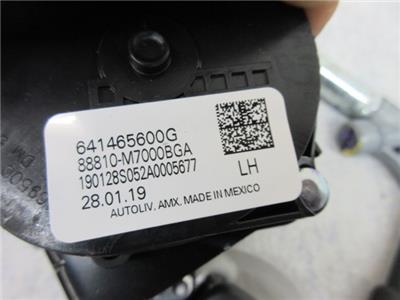 641465600G
88810-M7000BGA
190128S052A0005677
28.01.19
LH
AUTOLIV. AMX. MADE IN MEXICO